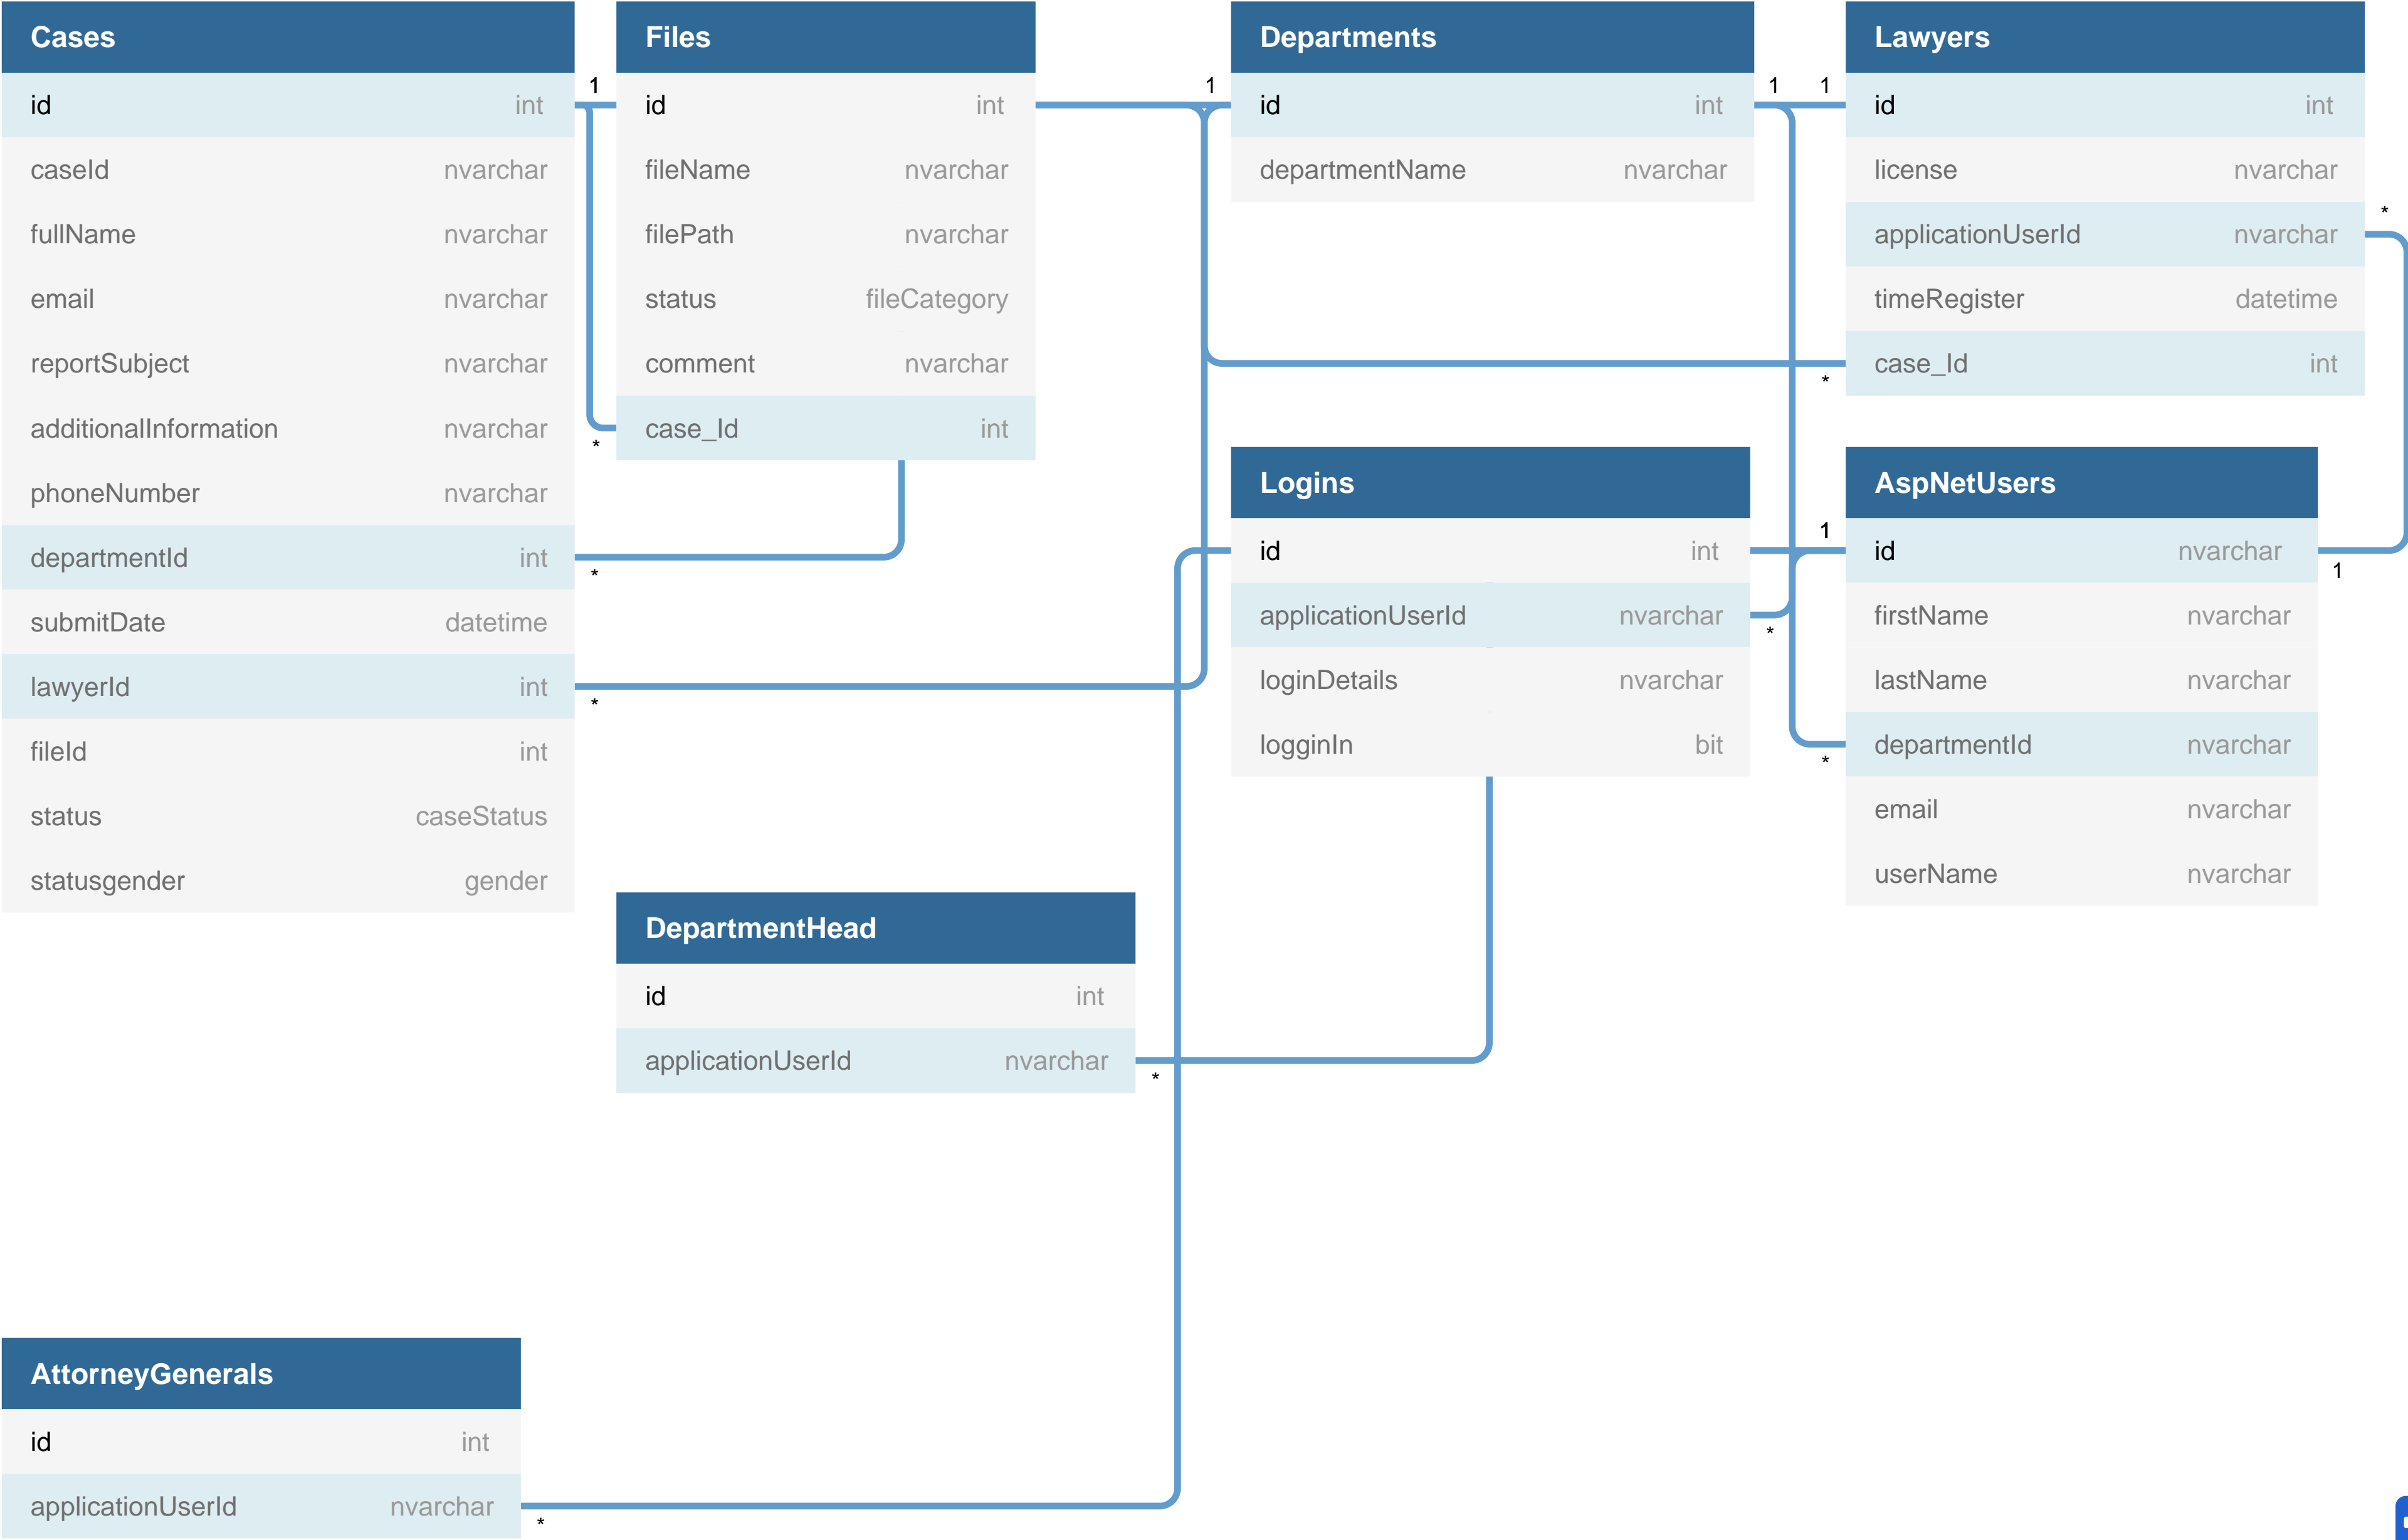 Cases
id int
caseId nvarchar
fullName nvarchar
email nvarchar
reportSubject nvarchar
additionalInformation nvarchar
phoneNumber nvarchar
departmentId int
submitDate datetime
lawyerId int
fileId int
status caseStatus
statusgender gender
1
*
*
*
Files
id int
fileName nvarchar
filePath nvarchar
status fileCategory
comment nvarchar
case_Id int
1
Departments
id int
departmentName nvarchar
1
1
*
Lawyers
id int
license nvarchar
applicationUserId nvarchar
timeRegister datetime
case_Id int
*
Logins
id int
applicationUserId nvarchar
loginDetails nvarchar
logginIn bit
1
*
*
AspNetUsers
id nvarchar
firstName nvarchar
lastName nvarchar
departmentId nvarchar
email nvarchar
userName nvarchar
1
DepartmentHead
id int
applicationUserId nvarchar
*
AttorneyGenerals
id int
applicationUserId nvarchar
*